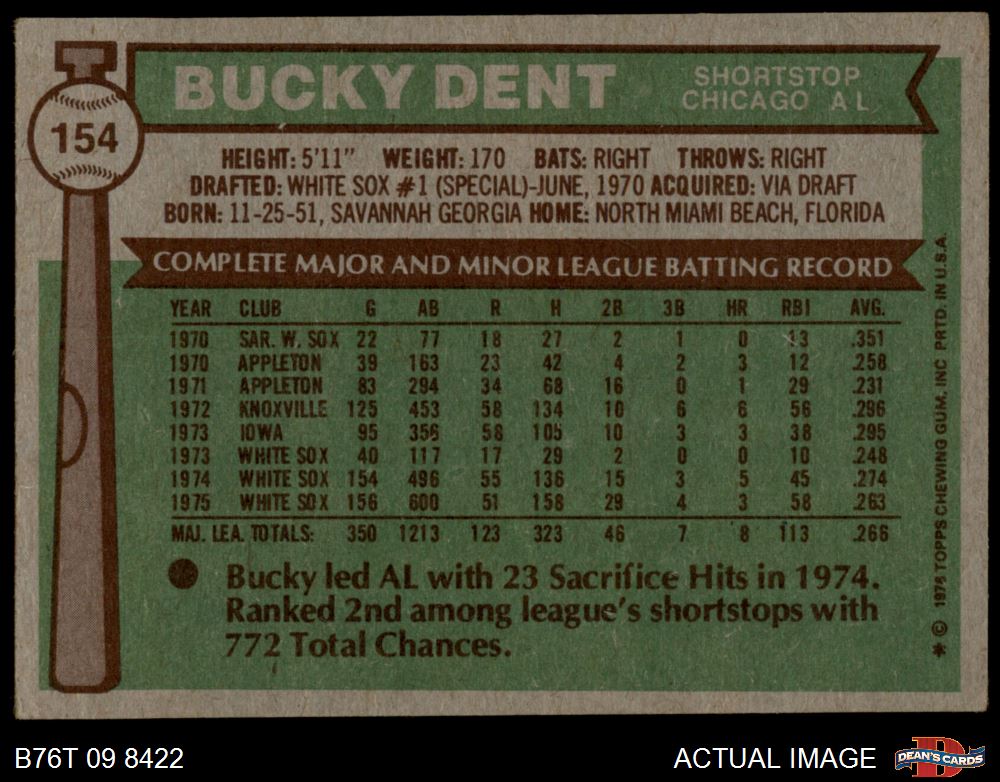 154
BUCKY DENT
SHORTSTOP
CHICAGO A L
HEIGHT: 5'11" WEIGHT: 170 BATS: RIGHT THROWS: RIGHT
DRAFTED: WHITE SOX #1 (SPECIAL)-JUNE, 1970 ACQUIRED: VIA DRAFT
BORN: 11-25-51, SAVANNAH GEORGIA HOME: NORTH MIAMI BEACH, FLORIDA
COMPLETE MAJOR AND MINOR LEAGUE BATTING RECORD
YEAR CLUB G AB R H 2B 3B HR RBI AVG.
1970 SAR. W. SOX 22 77 18 27 2 1 0 13 .351
1970 APPLETON 39 163 23 42 4 2 3 12 .258
1971 APPLETON 83 294 34 68 16 0 1 29 .231
1972 KNOXVILLE 125 453 58 134 10 6 6 56 .296
1973 IOWA 95 356 58 105 10 3 3 38 .295
1973 WHITE SOX 40 117 17 29 2 0 0 10 .248
1974 WHITE SOX 154 496 55 136 15 3 5 45 .274
1975 WHITE SOX 156 600 51 158 29 4 3 58 .263
MAJ. LEA. TOTALS: 350 1213 123 323 46 7 8 113 .266
Bucky led AL with 23 Sacrifice Hits in 1974.
Ranked 2nd among league's shortstops with
772 Total Chances.
* © 1976 TOPPS CHEWING GUM, INC PRTD. IN U.S.A.
B76T 09 8422
ACTUAL IMAGE
D
DEAN'S CARDS